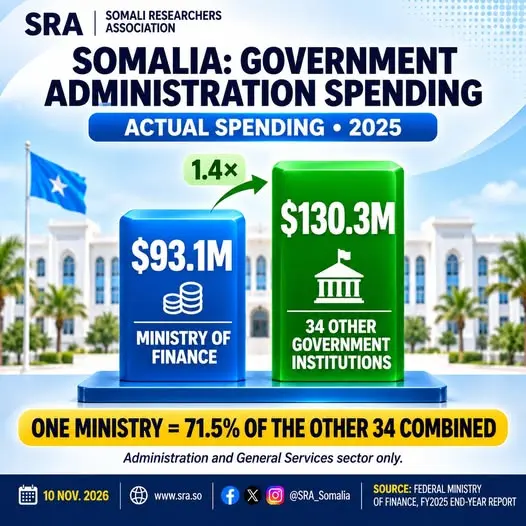 SRA
SOMALI RESEARCHERS
ASSOCIATION
SOMALIA: GOVERNMENT
ADMINISTRATION SPENDING
ACTUAL SPENDING • 2025
1.4×
$93.1M
MINISTRY OF
FINANCE
$130.3M
34 OTHER
GOVERNMENT
INSTITUTIONS
ONE MINISTRY = 71.5% OF THE OTHER 34 COMBINED
Administration and General Services sector only.
10 NOV. 2026
www.sra.so
@SRA_Somalia
SOURCE: FEDERAL MINISTRY
OF FINANCE, FY2025 END-YEAR REPORT